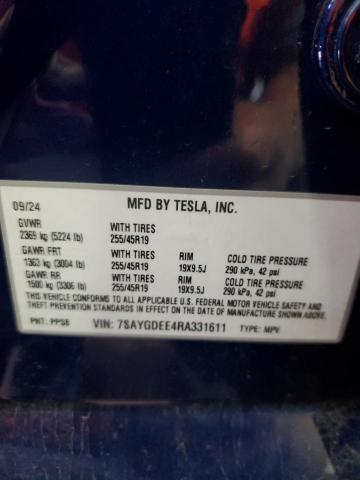 09/24 MFD BY TESLA, INC.
GVWR WITH TIRES
2369 kg (5224 lb) 255/45R19
GAWR FRT WITH TIRES RIM COLD TIRE PRESSURE
1363 kg (3004 lb) 255/45R19 19X9.5J 290 kPa, 42 psi
GAWR RR WITH TIRES RIM COLD TIRE PRESSURE
1500 kg (3306 lb) 255/45R19 19X9.5J 290 kPa, 42 psi
THIS VEHICLE CONFORMS TO ALL APPLICABLE U.S. FEDERAL MOTOR VEHICLE SAFETY AND
THEFT PREVENTION STANDARDS IN EFFECT ON THE DATE OF MANUFACTURE SHOWN ABOVE.
PNT: PPSB VIN: 7SAYGDEE4RA331611 TYPE: MPV